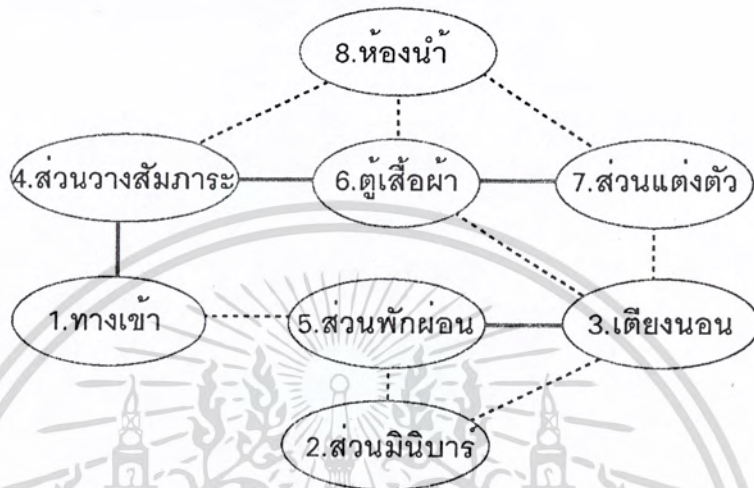 8.ห้องน้ำ
4.ส่วนวางสัมภาระ
6.ตู้เสื้อผ้า
7.ส่วนแต่งตัว
1.ทางเข้า
5.ส่วนพักผ่อน
3.เตียงนอน
2.ส่วนมินิบาร